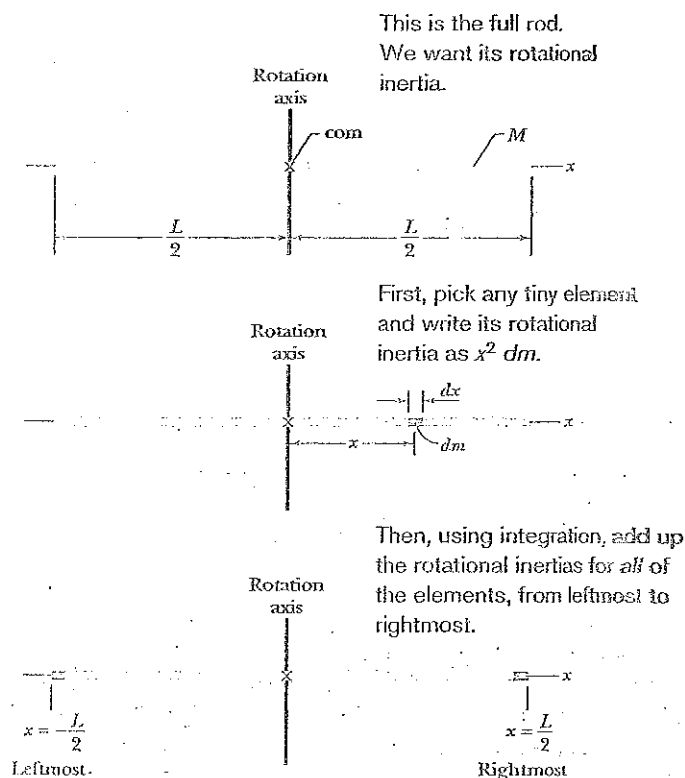 This is the full rod.
We want its rotational
inertia.
Rotation
axis
com
M
x
L/2
L/2
First, pick any tiny element
and write its rotational
inertia as x² dm.
Rotation
axis
dx
x
x
dm
Then, using integration, add up
the rotational inertias for all of
the elements, from leftmost to
rightmost.
Rotation
axis
x
x = -L/2
x = L/2
Leftmost
Rightmost